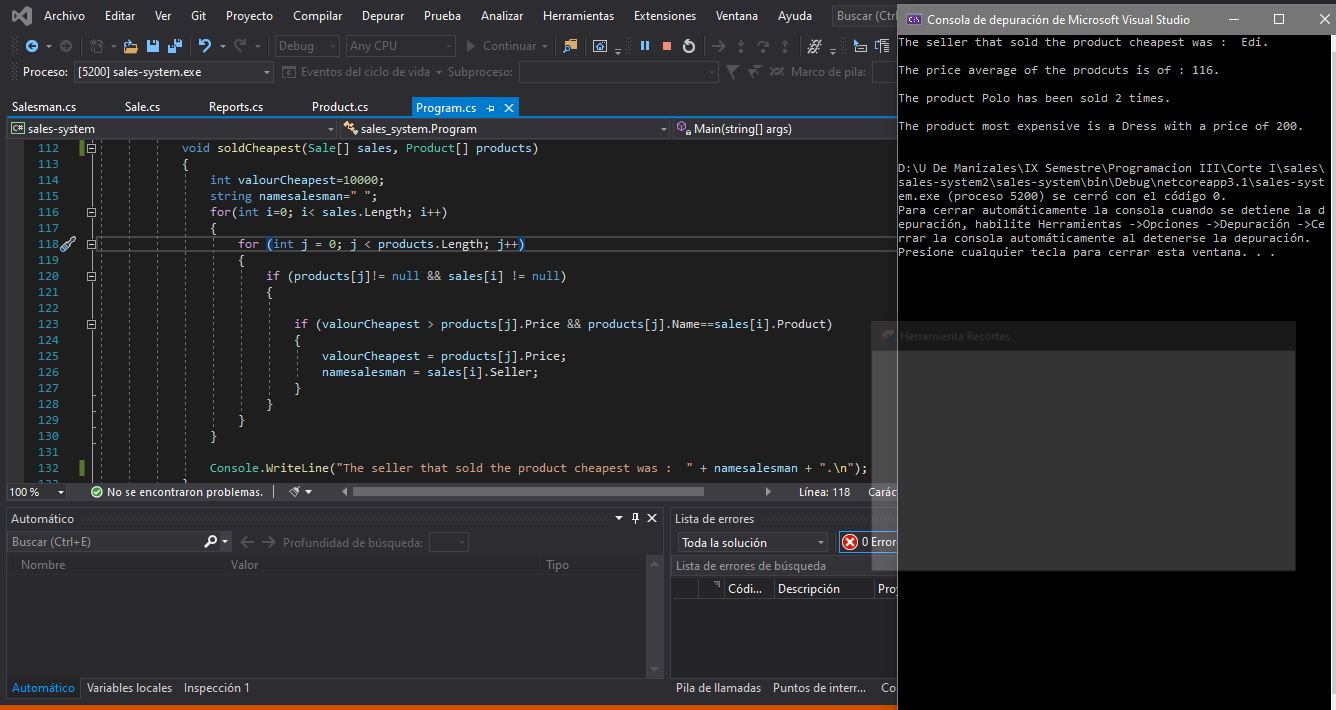 Archivo Editar Ver Git Proyecto Compilar Depurar Prueba Analizar Herramientas Extensiones Ventana Ayuda Buscar (Ctrl
Debug Any CPU Continuar
Proceso: [5200] sales-system.exe Eventos del ciclo de vida Subproceso: Marco de pila:
Salesman.cs Sale.cs Reports.cs Product.cs Program.cs
C# sales-system sales_system.Program Main(string[] args)
112 void soldCheapest(Sale[] sales, Product[] products)
113 {
114 int valourCheapest=10000;
115 string namesalesman=" ";
116 for(int i=0; i< sales.Length; i++)
117 {
118 for (int j = 0; j < products.Length; j++)
119 {
120 if (products[j]!= null && sales[i] != null)
121 {
122
123 if (valourCheapest > products[j].Price && products[j].Name==sales[i].Product)
124 {
125 valourCheapest = products[j].Price;
126 namesalesman = sales[i].Seller;
127 }
128 }
129 }
130 }
131
132 Console.WriteLine("The seller that sold the product cheapest was :  " + namesalesman + ".\n");
100 % No se encontraron problemas. Línea: 118 Carác
Automático
Buscar (Ctrl+E) Profundidad de búsqueda:
Nombre Valor Tipo
Automático Variables locales Inspección 1
Lista de errores
Toda la solución 0 Error
Lista de errores de búsqueda
Códi... Descripción Pro
Pila de llamadas Puntos de interr... Co
C:\ Consola de depuración de Microsoft Visual Studio
The seller that sold the product cheapest was :  Edi.
The price average of the prodcuts is of : 116.
The product Polo has been sold 2 times.
The product most expensive is a Dress with a price of 200.
D:\U De Manizales\IX Semestre\Programacion III\Corte I\sales\
sales-system2\sales-system\bin\Debug\netcoreapp3.1\sales-syst
em.exe (proceso 5200) se cerró con el código 0.
Para cerrar automáticamente la consola cuando se detiene la d
epuración, habilite Herramientas ->Opciones ->Depuración ->Ce
rrar la consola automáticamente al detenerse la depuración.
Presione cualquier tecla para cerrar esta ventana. . .
Herramienta Recortes